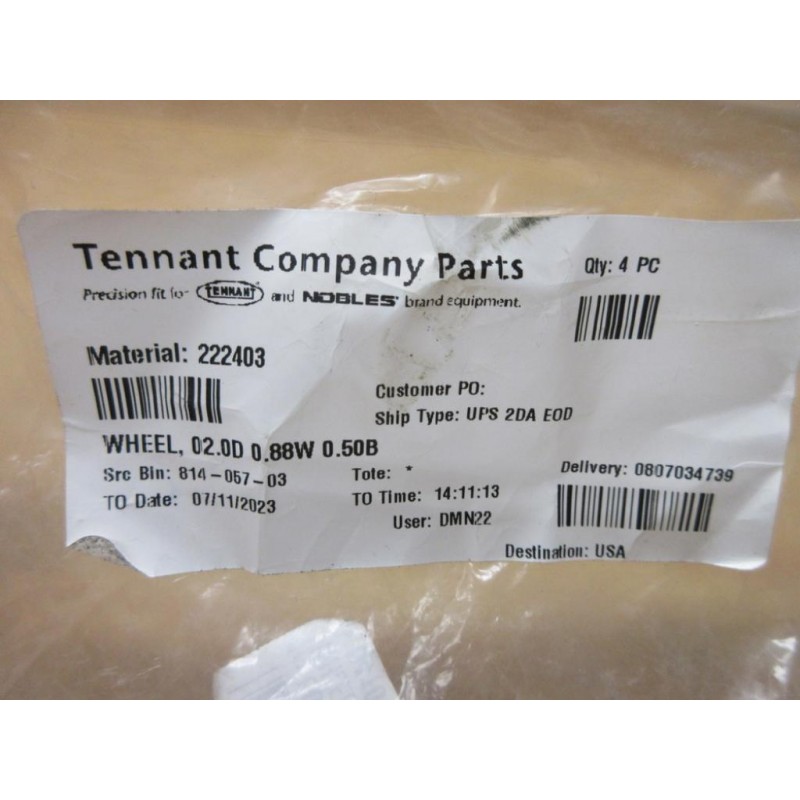 Tennant Company Parts
Qty: 4 PC
Precision fit for TENNANT and NOBLES® brand equipment.
Material: 222403
Customer PO:
Ship Type: UPS 2DA EOD
WHEEL, 02.0D 0.88W 0.50B
Src Bin: 814-057-03
Tote: *
Delivery: 0807034739
TO Date: 07/11/2023
TO Time: 14:11:13
User: DMN22
Destination: USA